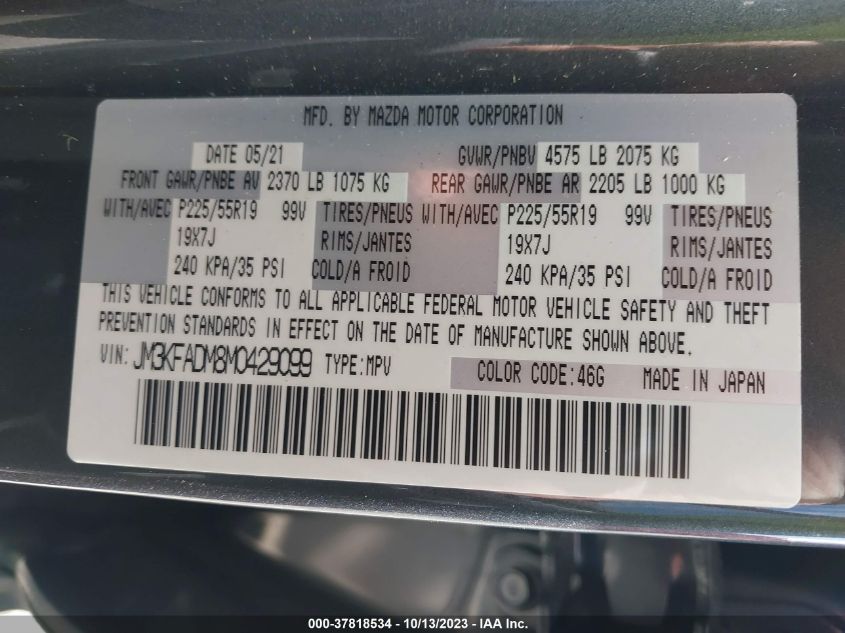 MFD. BY MAZDA MOTOR CORPORATION
DATE 05/21 GVWR/PNBV 4575 LB 2075 KG
FRONT GAWR/PNBE AV 2370 LB 1075 KG REAR GAWR/PNBE AR 2205 LB 1000 KG
WITH/AVEC P225/55R19 99V TIRES/PNEUS WITH/AVEC P225/55R19 99V TIRES/PNEUS
19X7J RIMS/JANTES 19X7J RIMS/JANTES
240 KPA/35 PSI COLD/A FROID 240 KPA/35 PSI COLD/A FROID
THIS VEHICLE CONFORMS TO ALL APPLICABLE FEDERAL MOTOR VEHICLE SAFETY AND THEFT
PREVENTION STANDARDS IN EFFECT ON THE DATE OF MANUFACTURE SHOWN ABOVE.
VIN: JM3KFADM8M0429099 TYPE:MPV COLOR CODE:46G MADE IN JAPAN
000-37818534 - 10/13/2023 - IAA Inc.